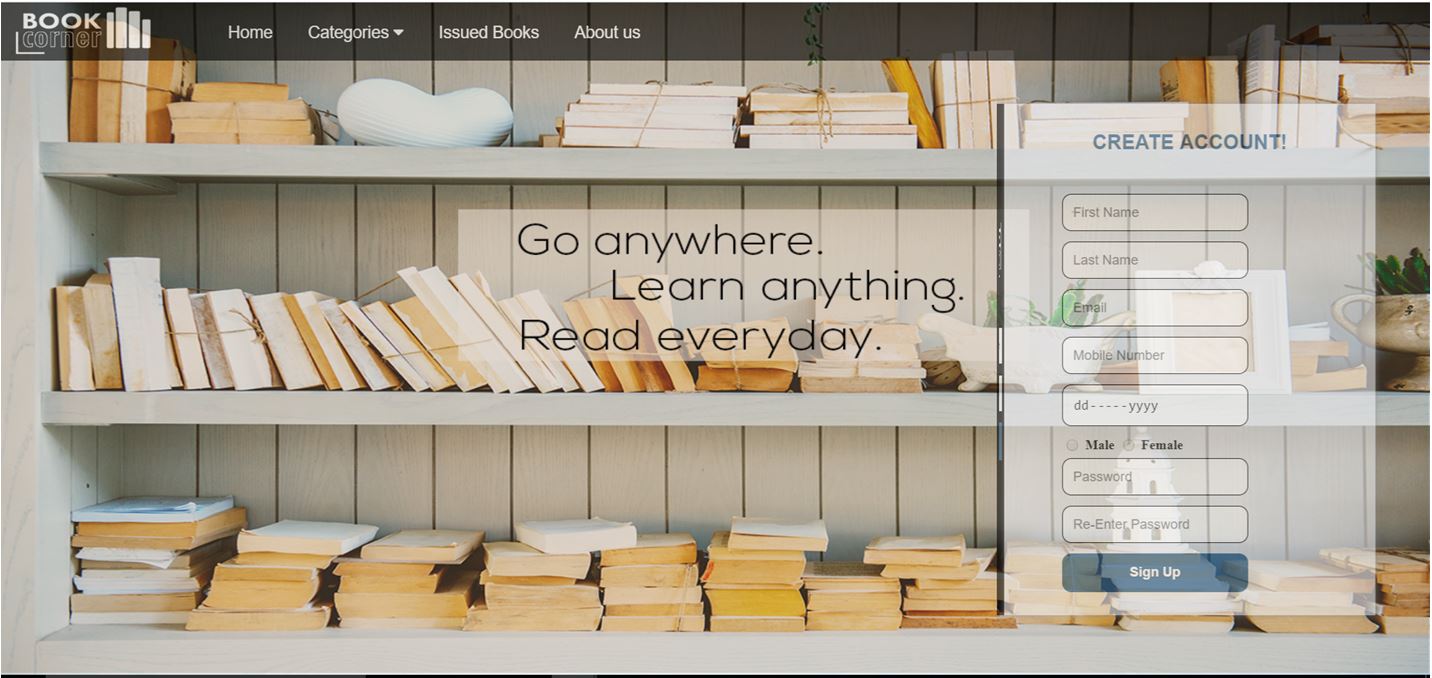 BOOK
corner
Home Categories Issued Books About us
CREATE ACCOUNT!
Go anywhere.
Learn anything.
Read everyday.
First Name
Last Name
Email
Mobile Number
dd-----yyyy
Male Female
Password
Re-Enter Password
Sign Up